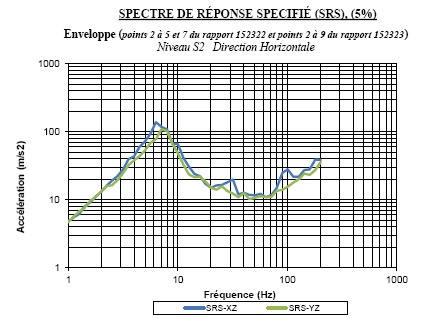 SPECTRE DE RÉPONSE SPECIFIÉ (SRS), (5%)
Enveloppe (points 2 à 5 et 7 du rapport 152322 et points 2 à 9 du rapport 152323)
Niveau S2 Direction Horizontale
1000
100
10
1
Accélération (m/s2)
1 10 100 1000
Fréquence (Hz)
SRS-XZ SRS-YZ